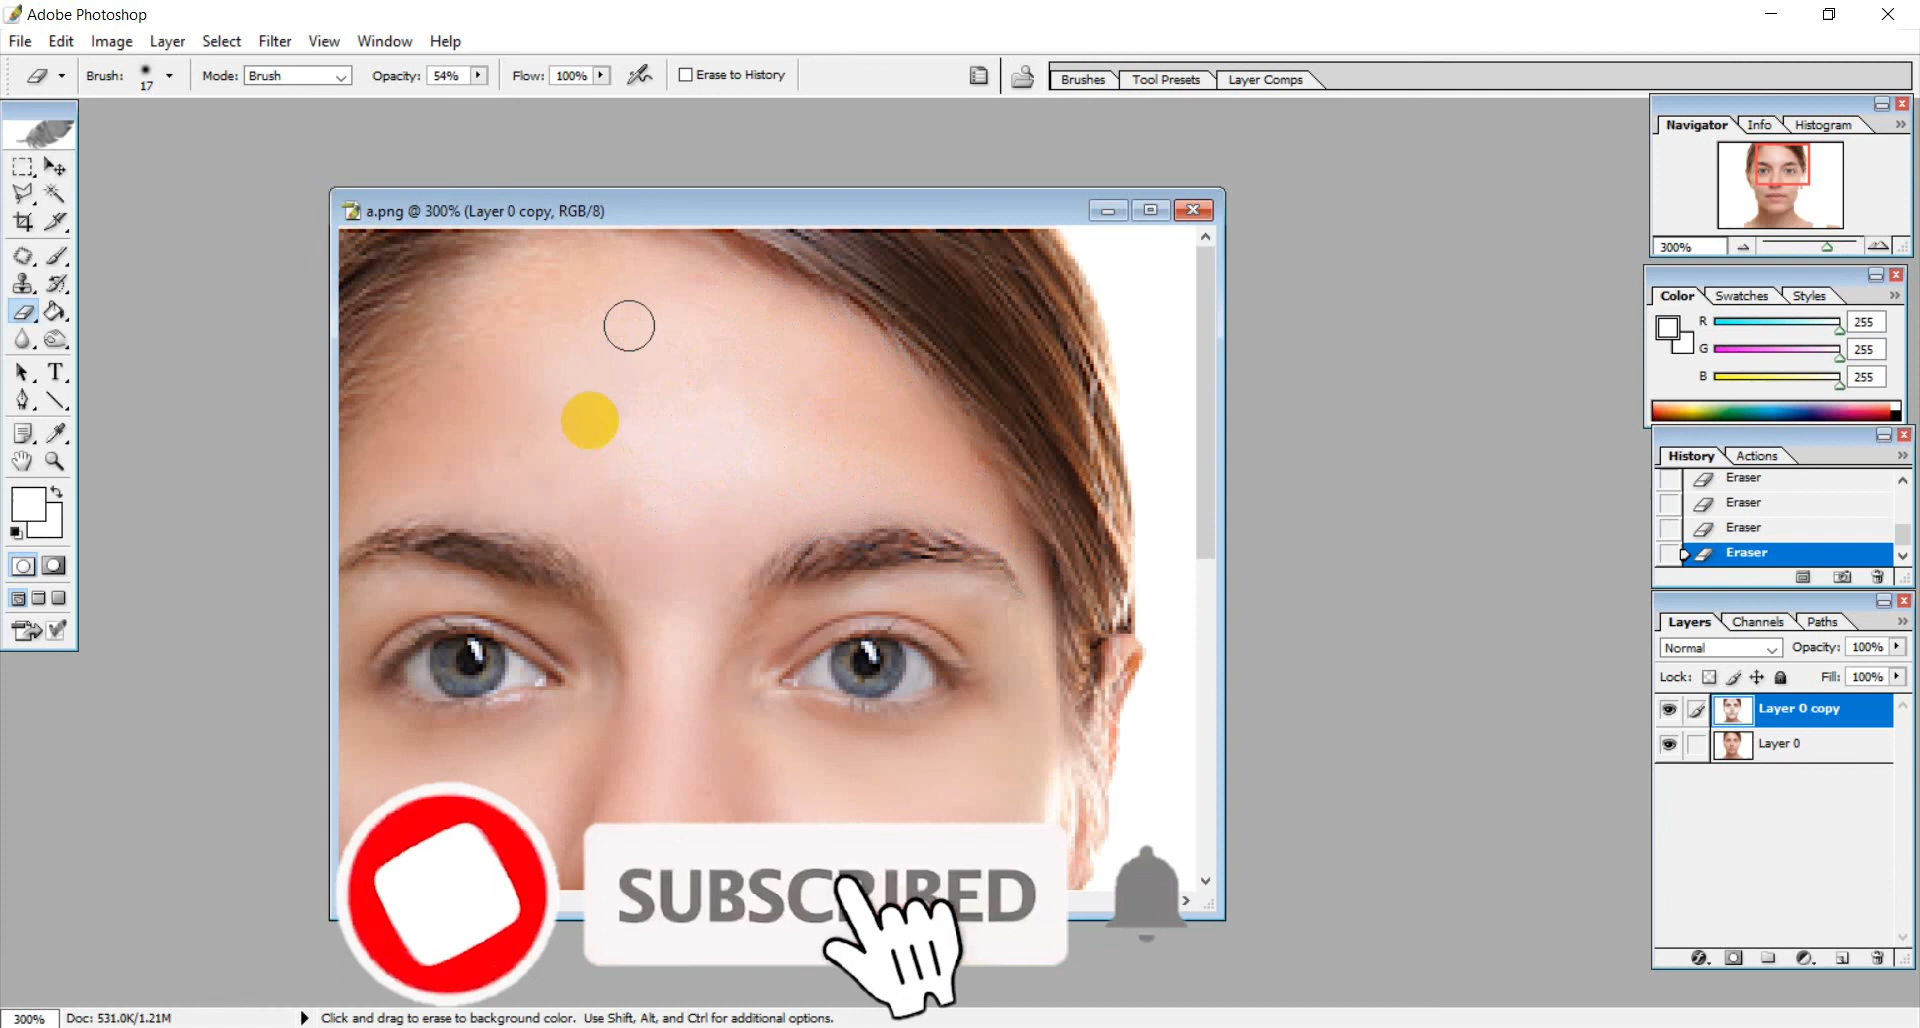 Adobe Photoshop
File Edit Image Layer Select Filter View Window Help
Brush: 17 Mode: Brush Opacity: 54% Flow: 100% Erase to History Brushes Tool Presets Layer Comps
Navigator Info Histogram
300%
a.png @ 300% (Layer 0 copy, RGB/8)
Color Swatches Styles
R 255
G 255
B 255
T
History Actions
Eraser
Eraser
Eraser
Eraser
Layers Channels Paths
Normal Opacity: 100%
Lock: Fill: 100%
Layer 0 copy
Layer 0
SUBSCRIBED
300% Doc: 531.0K/1.21M Click and drag to erase to background color. Use Shift, Alt, and Ctrl for additional options.